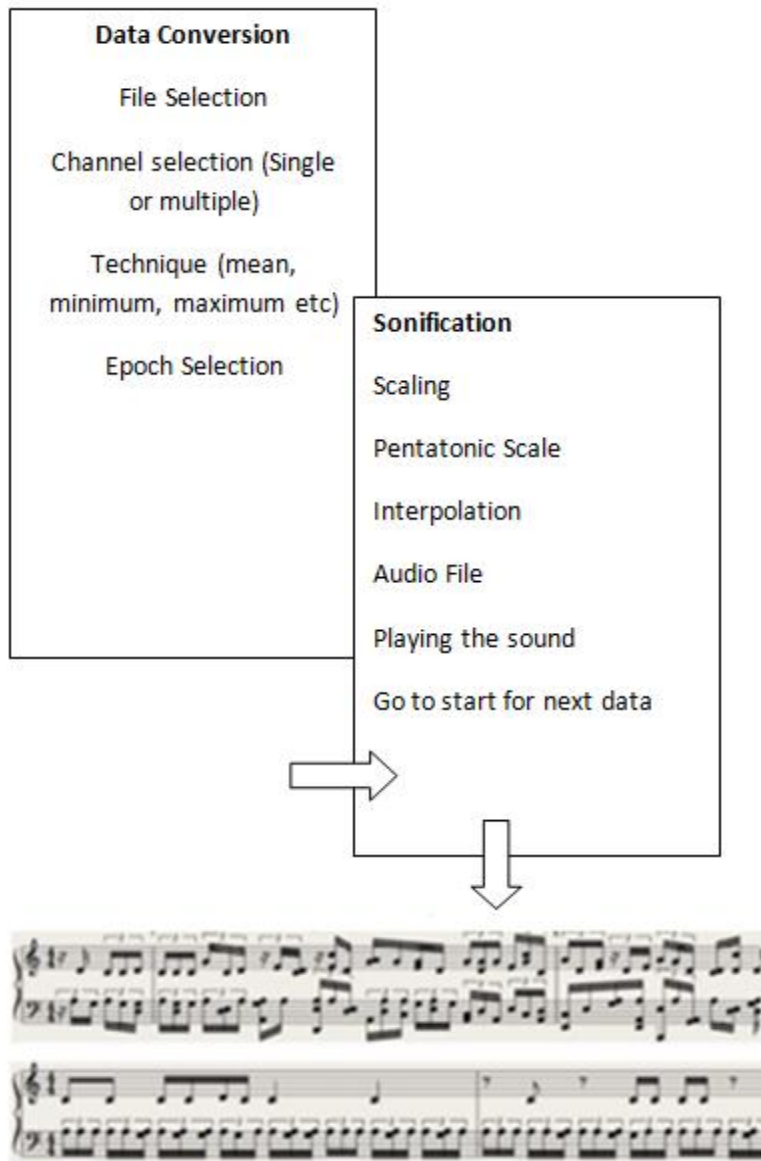 Data Conversion
File Selection
Channel selection (Single
or multiple)
Technique (mean,
minimum, maximum etc)
Epoch Selection
Sonification
Scaling
Pentatonic Scale
Interpolation
Audio File
Playing the sound
Go to start for next data